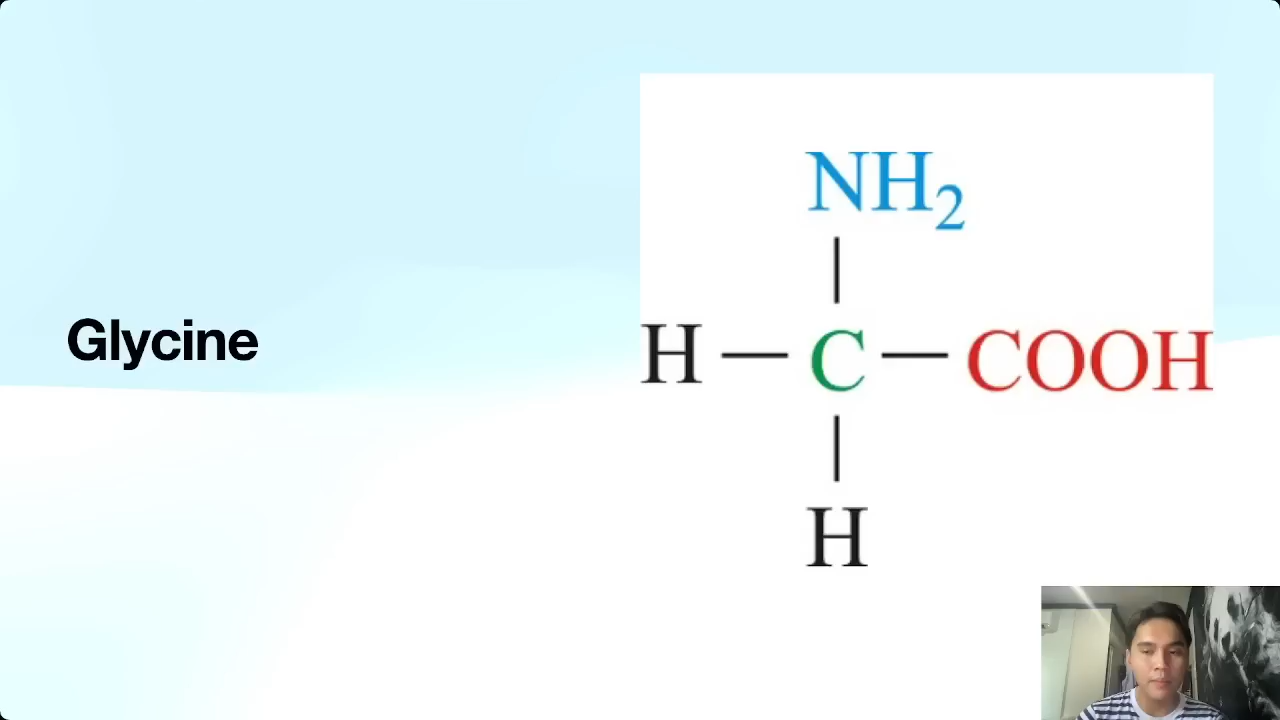 Glycine
NH₂
H — C — COOH
H